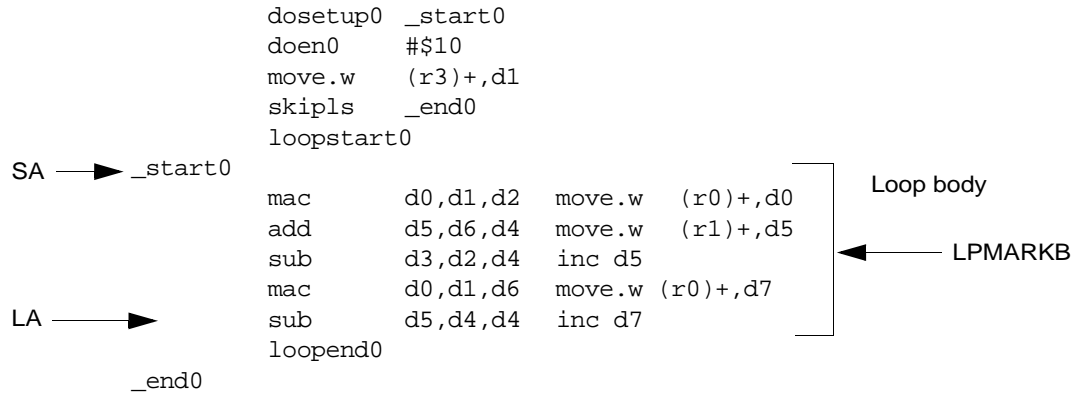 dosetup0 _start0
doen0 #$10
move.w (r3)+,d1
skipls _end0
loopstart0
SA _start0
mac d0,d1,d2 move.w (r0)+,d0 Loop body
add d5,d6,d4 move.w (r1)+,d5
sub d3,d2,d4 inc d5 LPMARKB
mac d0,d1,d6 move.w (r0)+,d7
LA sub d5,d4,d4 inc d7
loopend0
_end0